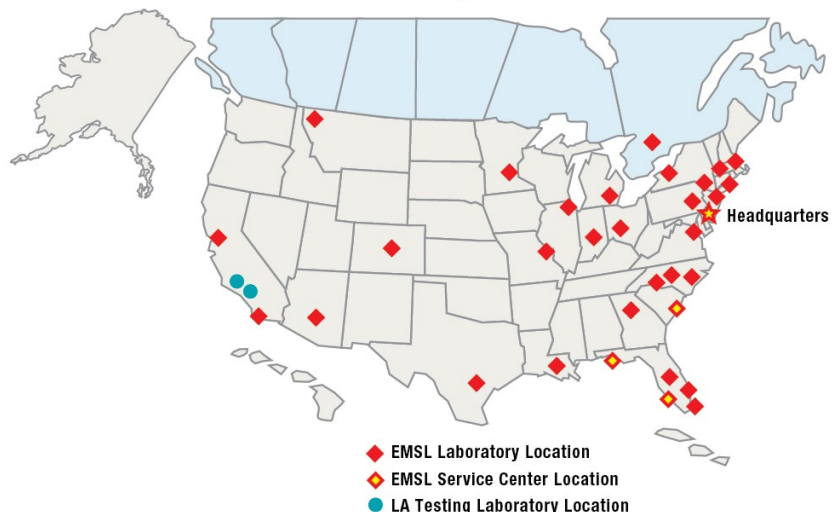 Headquarters
EMSL Laboratory Location
EMSL Service Center Location
LA Testing Laboratory Location